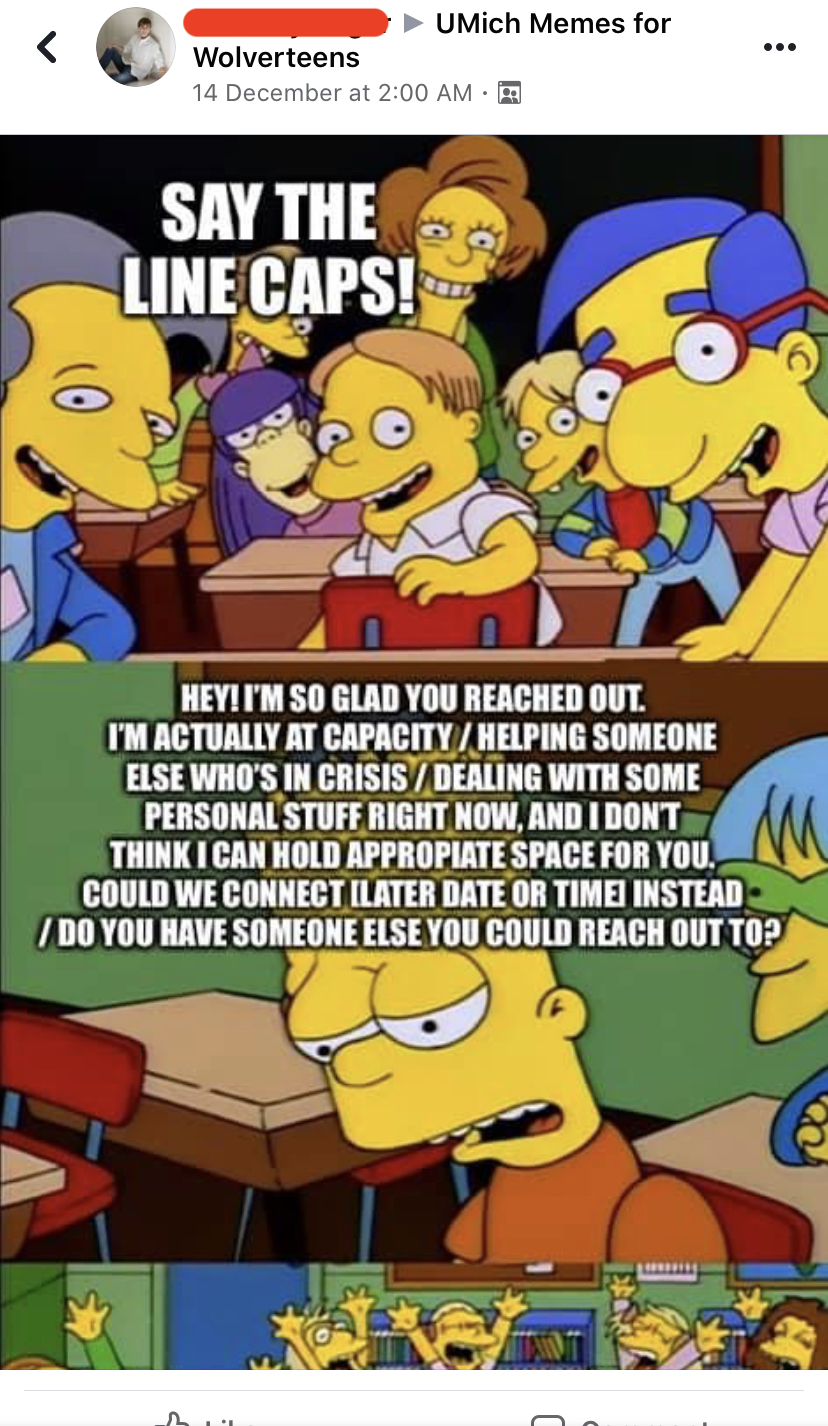 UMich Memes for
Wolverteens
14 December at 2:00 AM
SAY THE
LINE CAPS!
HEY! I'M SO GLAD YOU REACHED OUT.
I'M ACTUALLY AT CAPACITY / HELPING SOMEONE
ELSE WHO'S IN CRISIS / DEALING WITH SOME
PERSONAL STUFF RIGHT NOW, AND I DON'T
THINK I CAN HOLD APPROPIATE SPACE FOR YOU.
COULD WE CONNECT [LATER DATE OR TIME] INSTEAD
/ DO YOU HAVE SOMEONE ELSE YOU COULD REACH OUT TO?